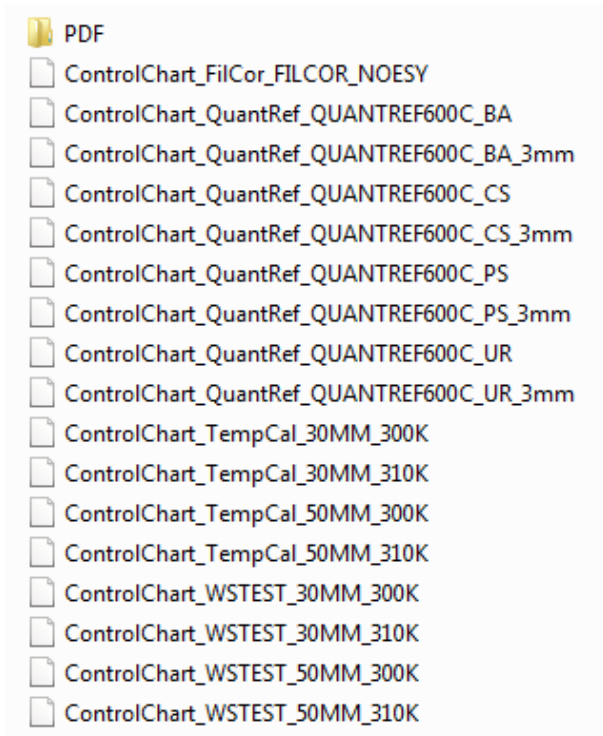 PDF
ControlChart_FilCor_FILCOR_NOESY
ControlChart_QuantRef_QUANTREF600C_BA
ControlChart_QuantRef_QUANTREF600C_BA_3mm
ControlChart_QuantRef_QUANTREF600C_CS
ControlChart_QuantRef_QUANTREF600C_CS_3mm
ControlChart_QuantRef_QUANTREF600C_PS
ControlChart_QuantRef_QUANTREF600C_PS_3mm
ControlChart_QuantRef_QUANTREF600C_UR
ControlChart_QuantRef_QUANTREF600C_UR_3mm
ControlChart_TempCal_30MM_300K
ControlChart_TempCal_30MM_310K
ControlChart_TempCal_50MM_300K
ControlChart_TempCal_50MM_310K
ControlChart_WSTEST_30MM_300K
ControlChart_WSTEST_30MM_310K
ControlChart_WSTEST_50MM_300K
ControlChart_WSTEST_50MM_310K